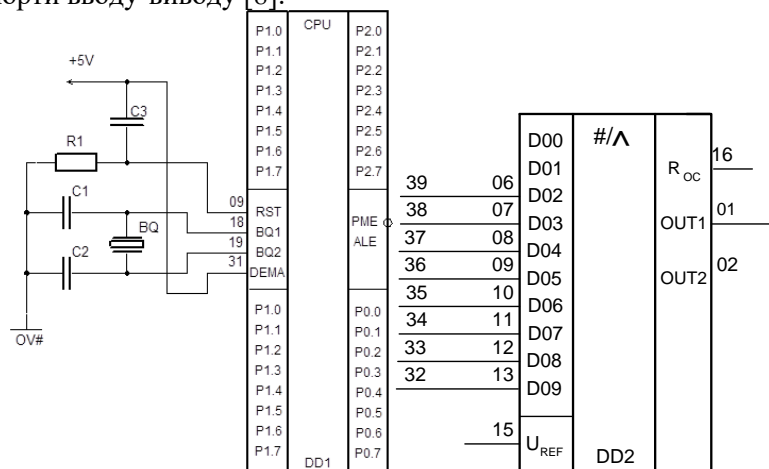 порти вводу-виводу [6].
+5V
C3
R1
C1
BQ
C2
OV#
09
18
19
31
CPU
P1.0
P1.1
P1.2
P1.3
P1.4
P1.5
P1.6
P1.7
RST
BQ1
BQ2
DEMA
P1.0
P1.1
P1.2
P1.3
P1.4
P1.5
P1.6
P1.7
DD1
P2.0
P2.1
P2.2
P2.3
P2.4
P2.5
P2.6
P2.7
PME
ALE
P0.0
P0.1
P0.2
P0.3
P0.4
P0.5
P0.6
P0.7
39 06
38 07
37 08
36 09
35 10
34 11
33 12
32 13
15
D00
D01
D02
D03
D04
D05
D06
D07
D08
D09
UREF
#/Λ
DD2
ROC
OUT1
OUT2
16
01
02